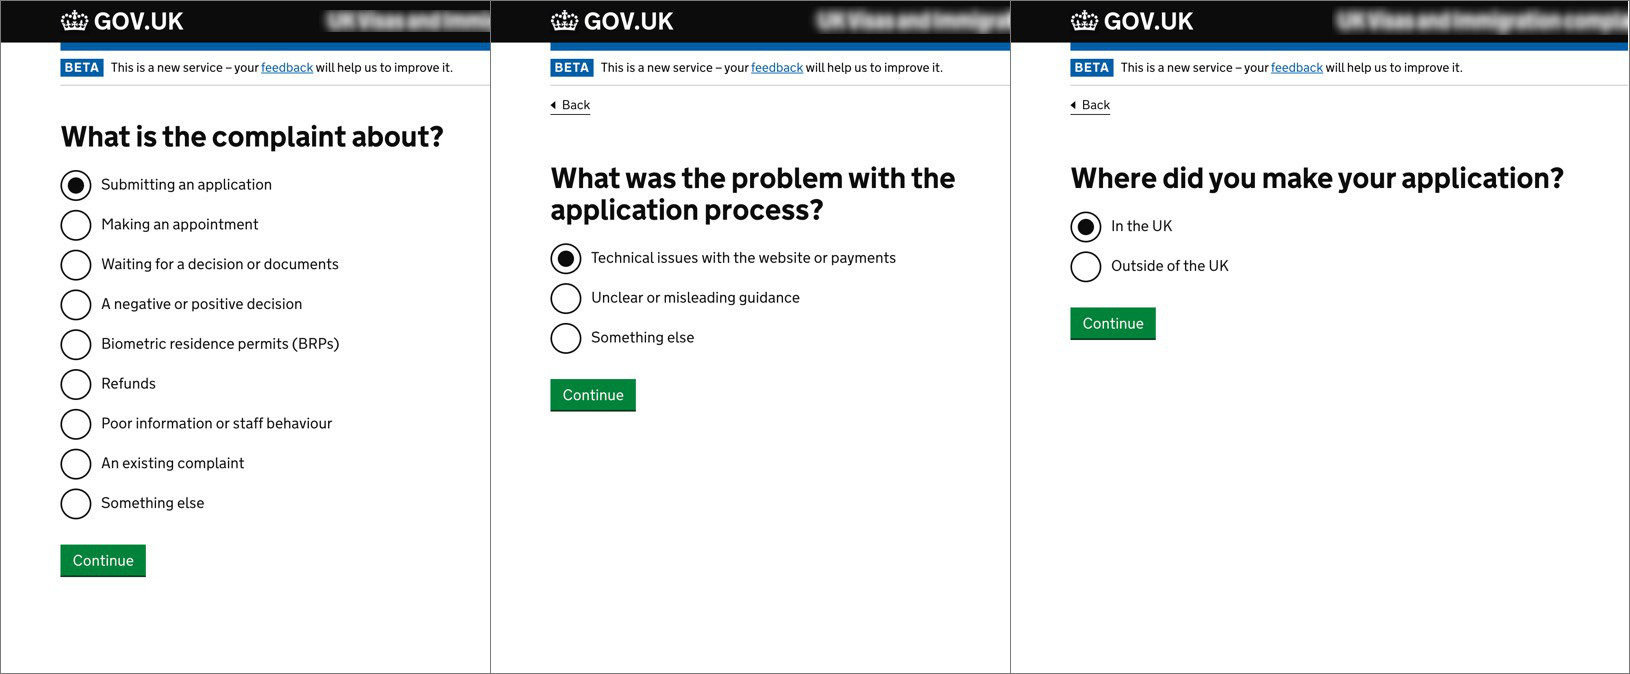 GOV.UK
BETA This is a new service – your feedback will help us to improve it.
What is the complaint about?
Submitting an application
Making an appointment
Waiting for a decision or documents
A negative or positive decision
Biometric residence permits (BRPs)
Refunds
Poor information or staff behaviour
An existing complaint
Something else
Continue
GOV.UK
BETA This is a new service – your feedback will help us to improve it.
Back
What was the problem with the
application process?
Technical issues with the website or payments
Unclear or misleading guidance
Something else
Continue
GOV.UK
UK Visas and Immigration
BETA This is a new service – your feedback will help us to improve it.
Back
Where did you make your application?
In the UK
Outside of the UK
Continue